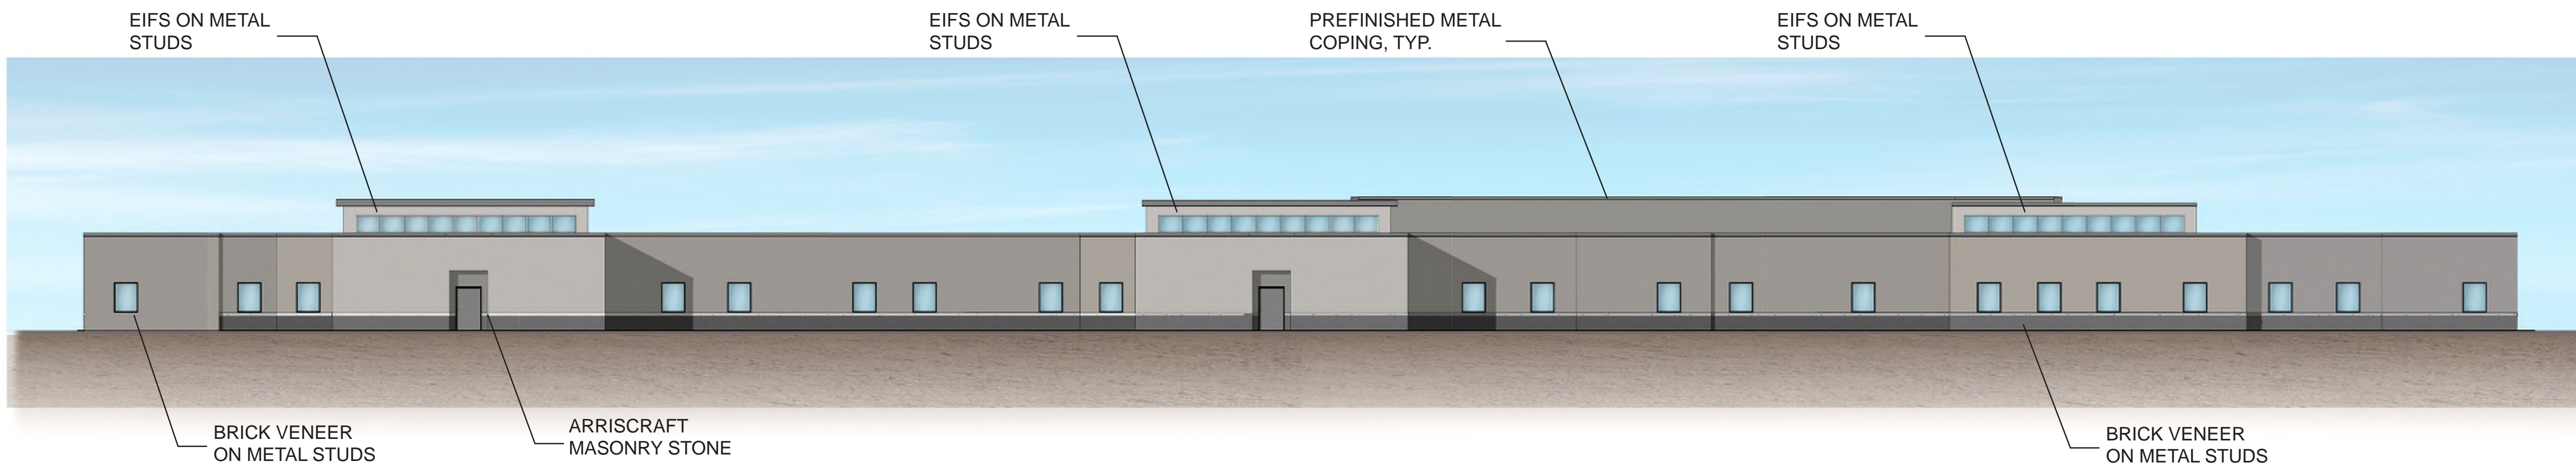 EIFS ON METAL
STUDS
EIFS ON METAL
STUDS
PREFINISHED METAL
COPING, TYP.
EIFS ON METAL
STUDS
BRICK VENEER
ON METAL STUDS
ARRISCRAFT
MASONRY STONE
BRICK VENEER
ON METAL STUDS